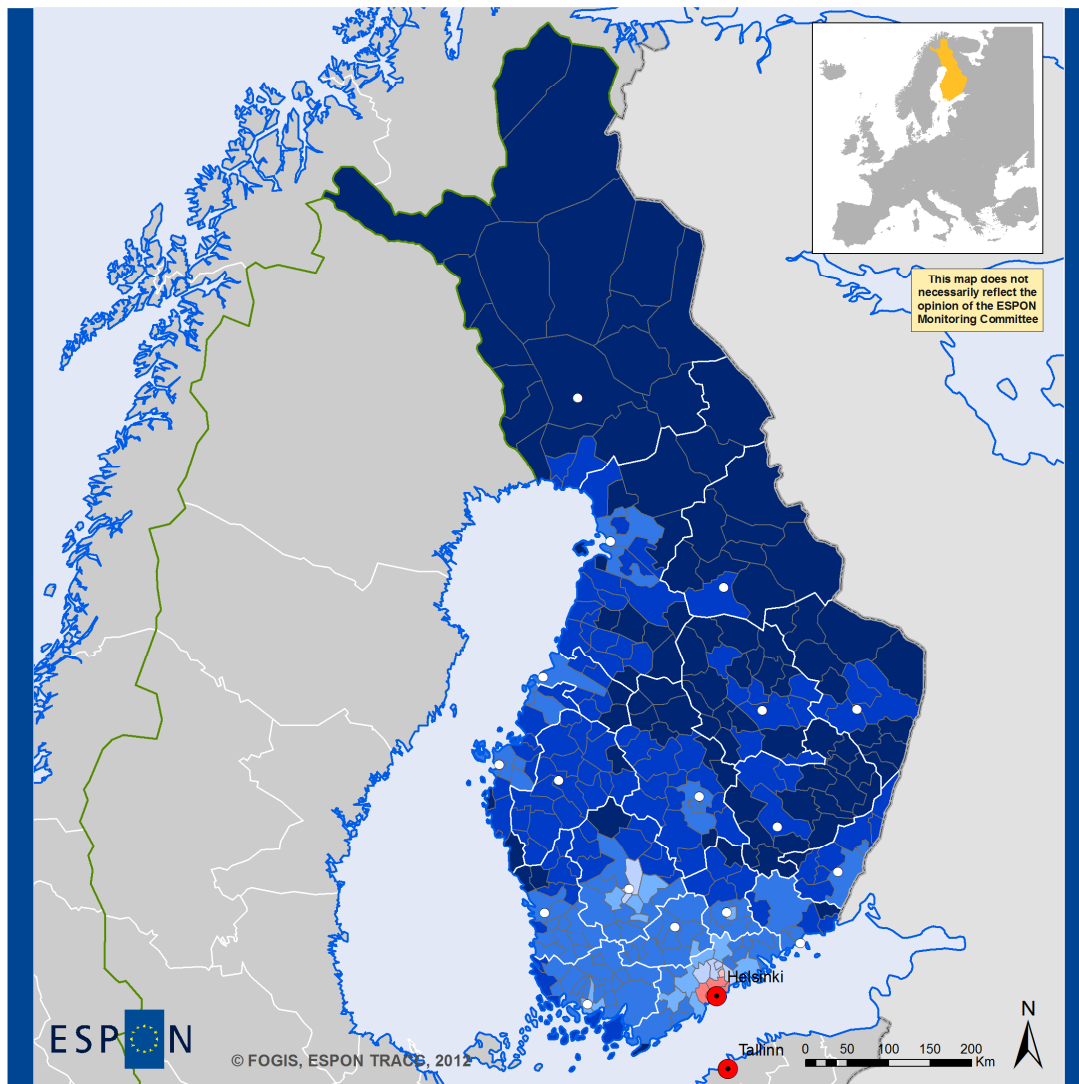 This map does not
necessarily reflect the
opinion of the ESPON
Monitoring Committee
Helsinki
N
ESPON
© FOGIS, ESPON TRACC, 2012
Tallinn
0 50 100 150 200
Km